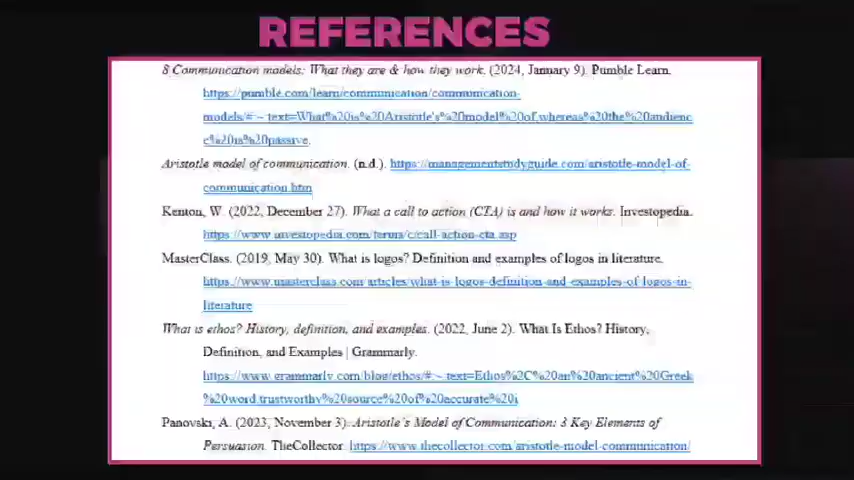 REFERENCES
8 Communication models: What they are & how they work. (2024, January 9). Pumble Learn.
https://pumble.com/learn/communication/communication-
models/#:~:text=What%20is%20Aristotle's%20model%20of,whereas%20the%20audienc
e%20is%20passive.
Aristotle model of communication. (n.d.). https://managementstudyguide.com/aristotle-model-of-
communication.htm
Kenton, W. (2022, December 27). What a call to action (CTA) is and how it works. Investopedia.
https://www.investopedia.com/terms/c/call-action-cta.asp
MasterClass. (2019, May 30). What is logos? Definition and examples of logos in literature.
https://www.masterclass.com/articles/what-is-logos-definition-and-examples-of-logos-in-
literature
What is ethos? History, definition, and examples. (2022, June 2). What Is Ethos? History,
Definition, and Examples | Grammarly.
https://www.grammarly.com/blog/ethos/#:~:text=Ethos%2C%20an%20ancient%20Greek
%20word,trustworthy%20source%20of%20accurate%20i
Panovski, A. (2023, November 3). Aristotle's Model of Communication: 3 Key Elements of
Persuasion. TheCollector. https://www.thecollector.com/aristotle-model-communication/